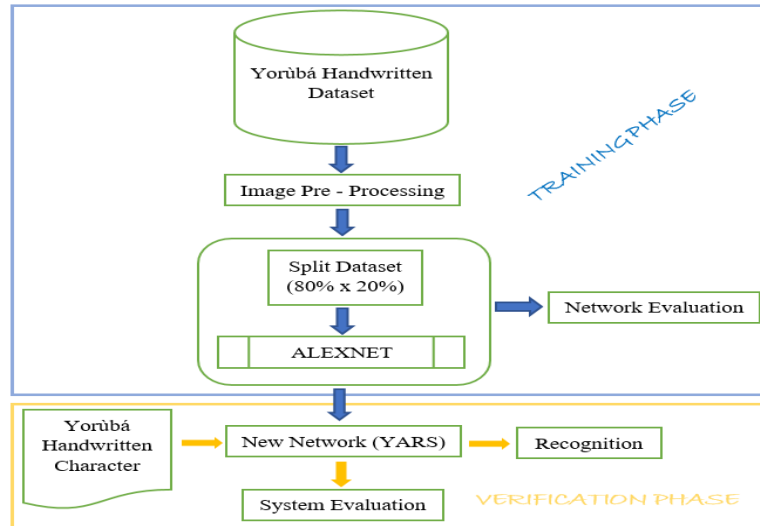 Yorùbá Handwritten
Dataset
TRAININGPHASE
Image Pre - Processing
Split Dataset
(80% x 20%)
Network Evaluation
ALEXNET
Yorùbá
Handwritten
Character
New Network (YARS)
Recognition
System Evaluation
VERIFICATION PHASE